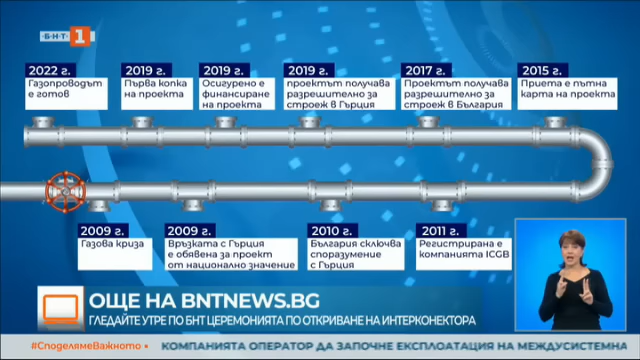 БНТ 1
2022 г.
Газопроводът
е готов
2019 г.
Първа копка
на проекта
2019 г.
Осигурено е
финансиране
на проекта
2019 г.
проектът получава
разрешително за
строеж в Гърция
2017 г.
Проектът получава
разрешително за
строеж в България
2015 г.
Приета е пътна
карта на проекта
2009 г.
Газова криза
2009 г.
Връзката с Гърция
е обявена за проект
от национално значение
2010 г.
България сключва
споразумение
с Гърция
2011 г.
Регистрирана е
компанията ICGB
ОЩЕ НА BNTNEWS.BG
ГЛЕДАЙТЕ УТРЕ ПО БНТ ЦЕРЕМОНИЯТА ПО ОТКРИВАНЕ НА ИНТЕРКОНЕКТОРА
#СподелямеВажното КОМПАНИЯТА ОПЕРАТОР ДА ЗАПОЧНЕ ЕКСПЛОАТАЦИЯ НА МЕЖДУСИСТЕМНА